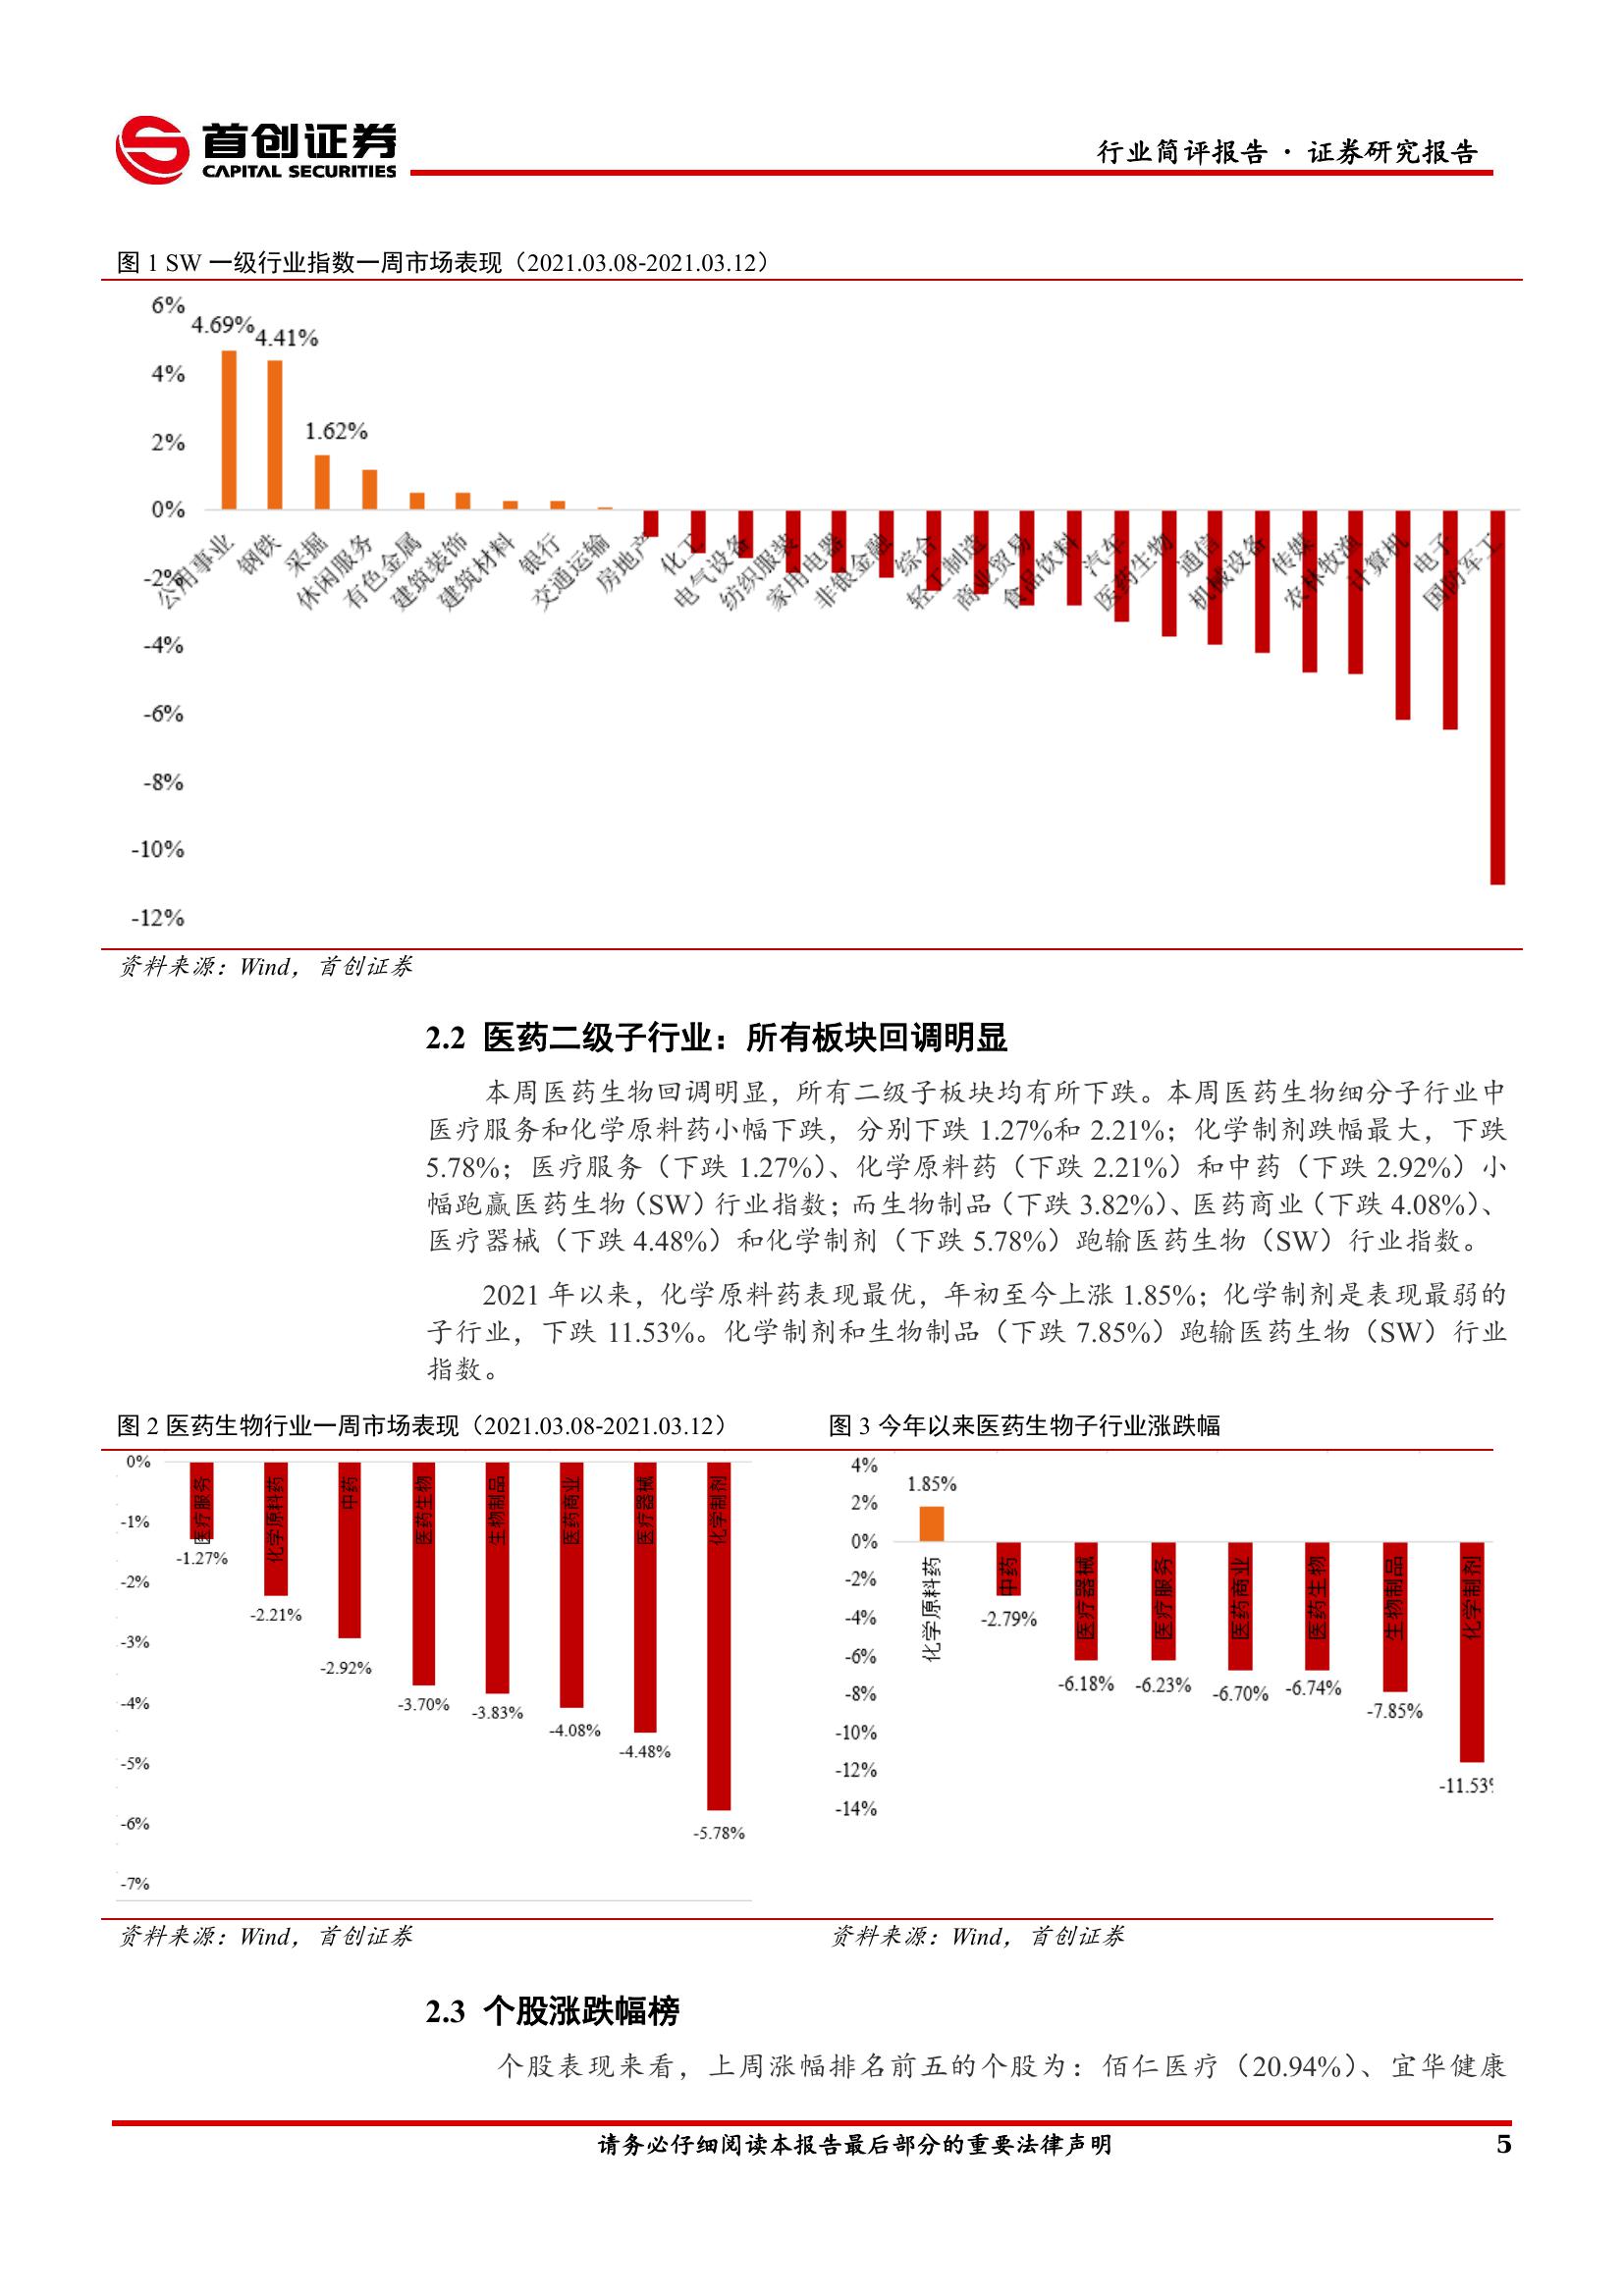 首创证券
CAPITAL SECURITIES
行业简评报告 · 证券研究报告
图 1 SW 一级行业指数一周市场表现（2021.03.08-2021.03.12）
6%
4%
2%
0%
-2%
-4%
-6%
-8%
-10%
-12%
4.69%
4.41%
1.62%
公用事业
钢铁
采掘
休闲服务
有色金属
建筑装饰
建筑材料
银行
交通运输
房地产
化工
电气设备
纺织服装
家用电器
非银金融
综合
轻工制造
商业贸易
食品饮料
汽车
医药生物
通信
机械设备
传媒
农林牧渔
计算机
电子
国防军工
资料来源：Wind，首创证券
2.2 医药二级子行业：所有板块回调明显
本周医药生物回调明显，所有二级子板块均有所下跌。本周医药生物细分子行业中
医疗服务和化学原料药小幅下跌，分别下跌 1.27%和 2.21%；化学制剂跌幅最大，下跌
5.78%；医疗服务（下跌 1.27%）、化学原料药（下跌 2.21%）和中药（下跌 2.92%）小
幅跑赢医药生物（SW）行业指数；而生物制品（下跌 3.82%）、医药商业（下跌 4.08%）、
医疗器械（下跌 4.48%）和化学制剂（下跌 5.78%）跑输医药生物（SW）行业指数。
2021 年以来，化学原料药表现最优，年初至今上涨 1.85%；化学制剂是表现最弱的
子行业，下跌 11.53%。化学制剂和生物制品（下跌 7.85%）跑输医药生物（SW）行业
指数。
图 2 医药生物行业一周市场表现（2021.03.08-2021.03.12）
0%
-1%
-2%
-3%
-4%
-5%
-6%
-7%
医疗服务
化学原料药
中药
医药生物
生物制品
医药商业
医疗器械
化学制剂
-1.27%
-2.21%
-2.92%
-3.70%
-3.83%
-4.08%
-4.48%
-5.78%
资料来源：Wind，首创证券
图 3 今年以来医药生物子行业涨跌幅
4%
2%
0%
-2%
-4%
-6%
-8%
-10%
-12%
-14%
1.85%
化学原料药
中药
医疗器械
医疗服务
医药商业
医药生物
生物制品
化学制剂
-2.79%
-6.18%
-6.23%
-6.70%
-6.74%
-7.85%
-11.53%
资料来源：Wind，首创证券
2.3 个股涨跌幅榜
个股表现来看，上周涨幅排名前五的个股为：佰仁医疗（20.94%）、宜华健康
请务必仔细阅读本报告最后部分的重要法律声明
5